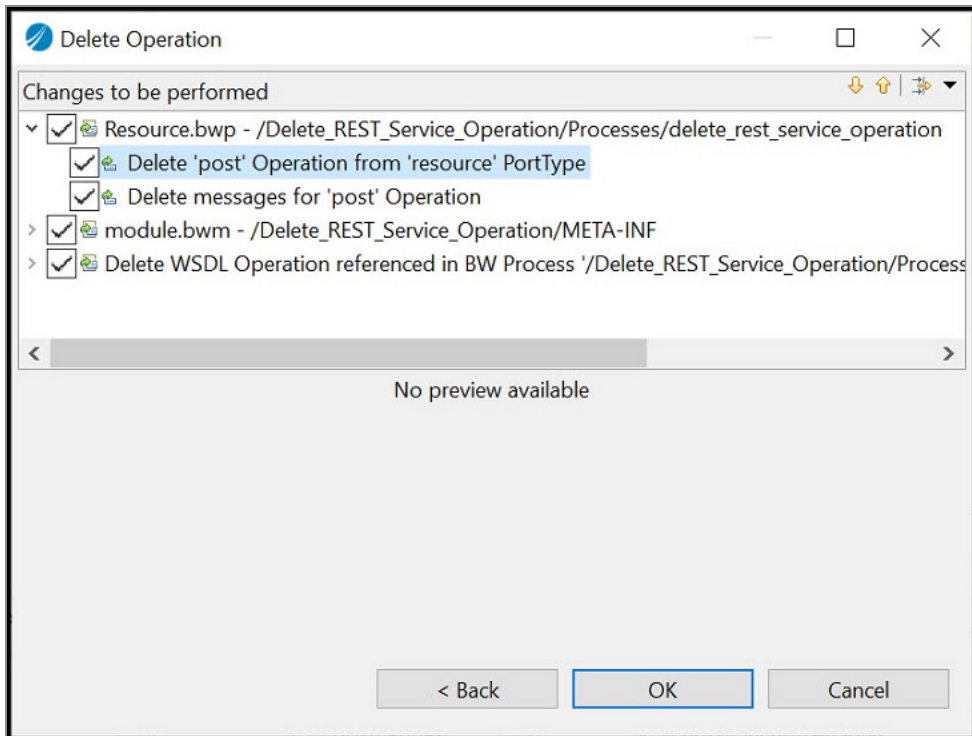 Delete Operation
Changes to be performed
Resource.bwp - /Delete_REST_Service_Operation/Processes/delete_rest_service_operation
Delete 'post' Operation from 'resource' PortType
Delete messages for 'post' Operation
module.bwm - /Delete_REST_Service_Operation/META-INF
Delete WSDL Operation referenced in BW Process '/Delete_REST_Service_Operation/Process
No preview available
< Back
OK
Cancel